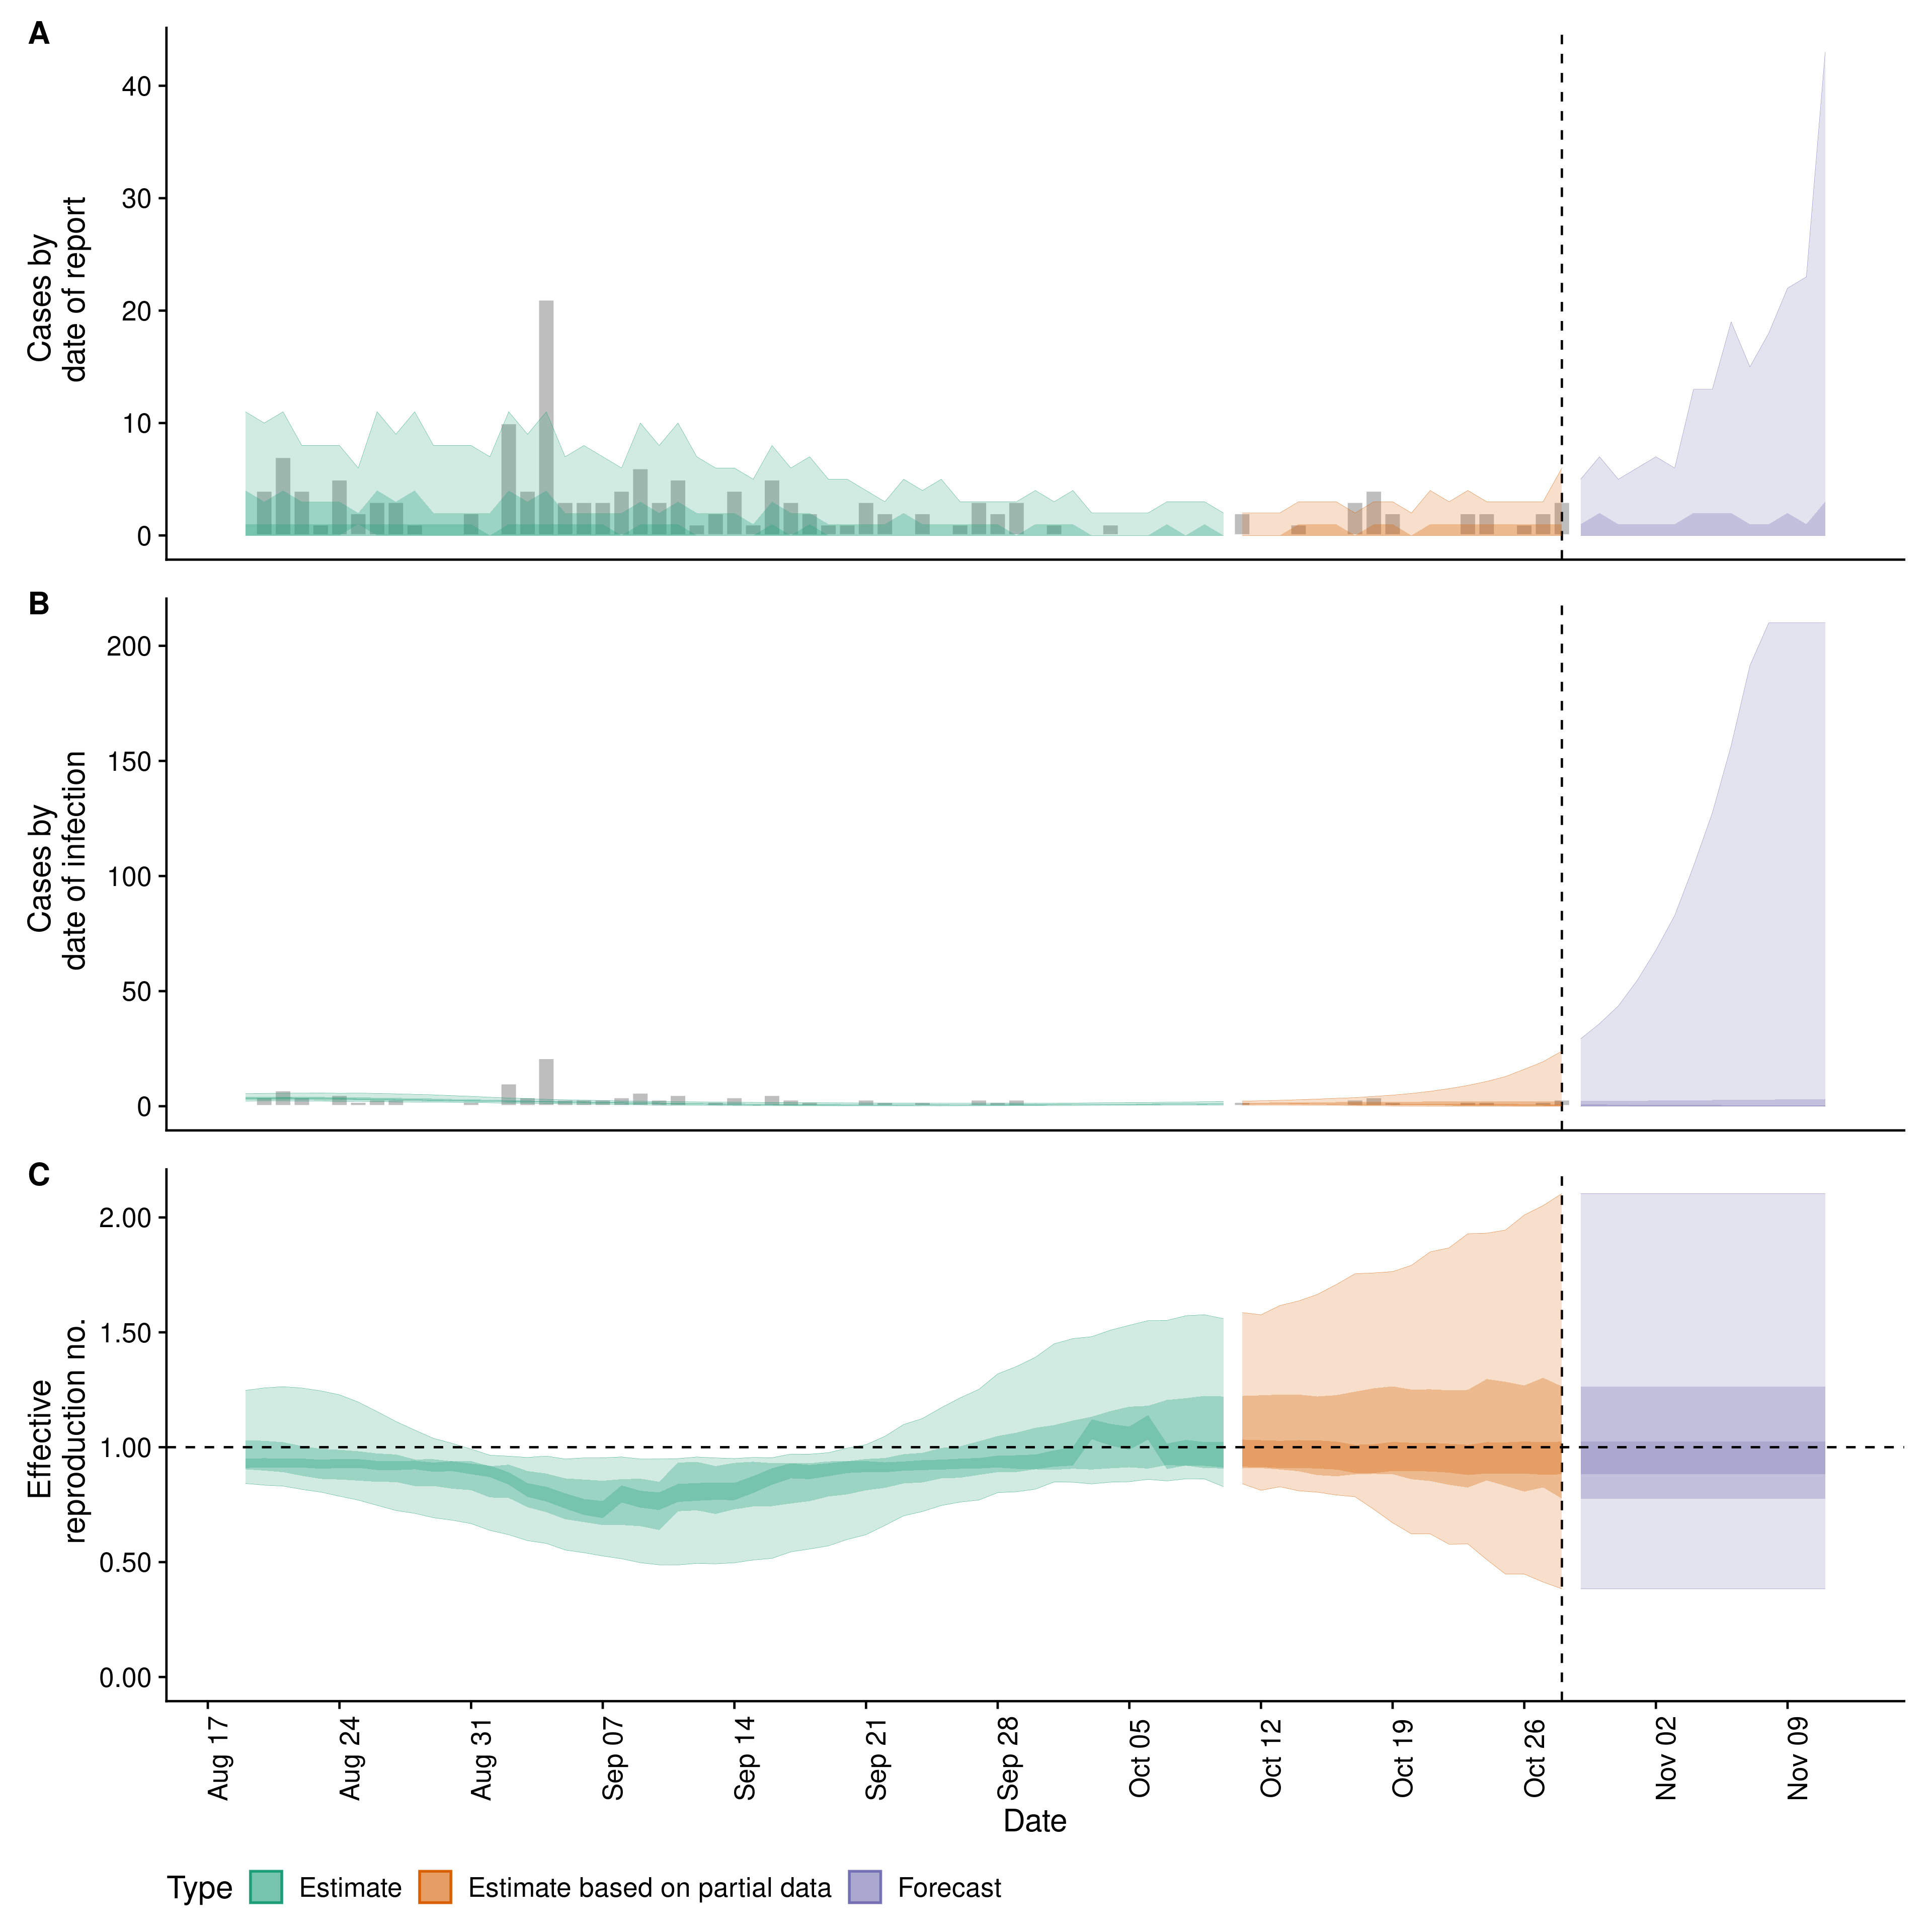 A
Cases by
date of report
40
30
20
10
0
B
Cases by
date of infection
200
150
100
50
0
C
Effective
reproduction no.
2.00
1.50
1.00
0.50
0.00
Aug 17
Aug 24
Aug 31
Sep 07
Sep 14
Sep 21
Sep 28
Oct 05
Oct 12
Oct 19
Oct 26
Nov 02
Nov 09
Date
Type Estimate Estimate based on partial data Forecast